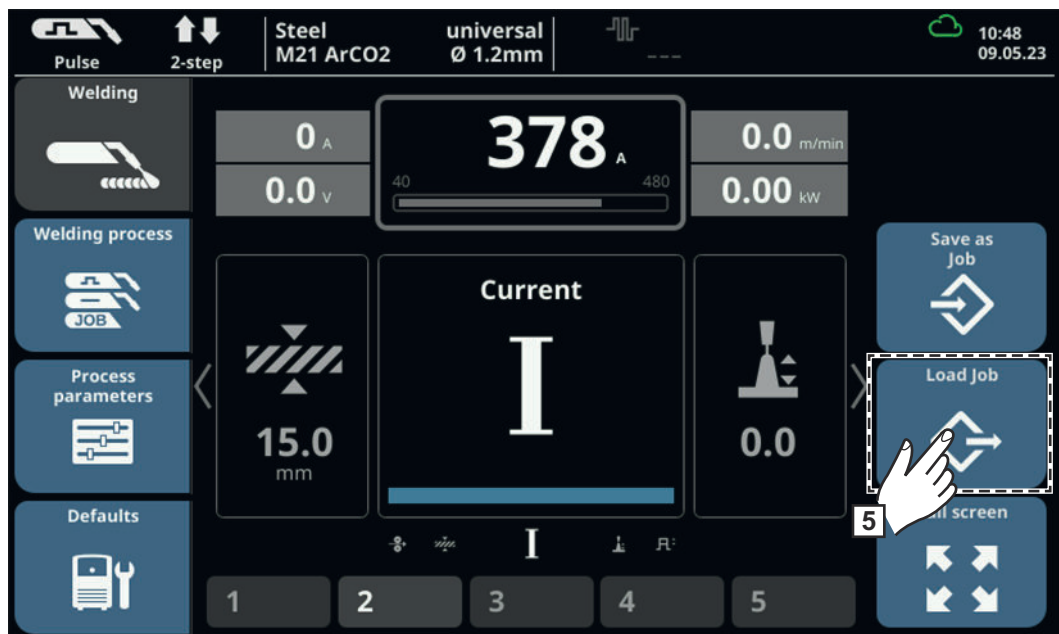 Pulse
2-step
Steel
M21 ArCO2
universal
Ø 1.2mm
---
10:48
09.05.23
Welding
0 A
0.0 V
378 A
40
480
0.0 m/min
0.00 kW
Welding process
JOB
Process
parameters
Defaults
15.0
mm
Current
I
0.0
Save as
Job
Load Job
5
screen
I
1
2
3
4
5